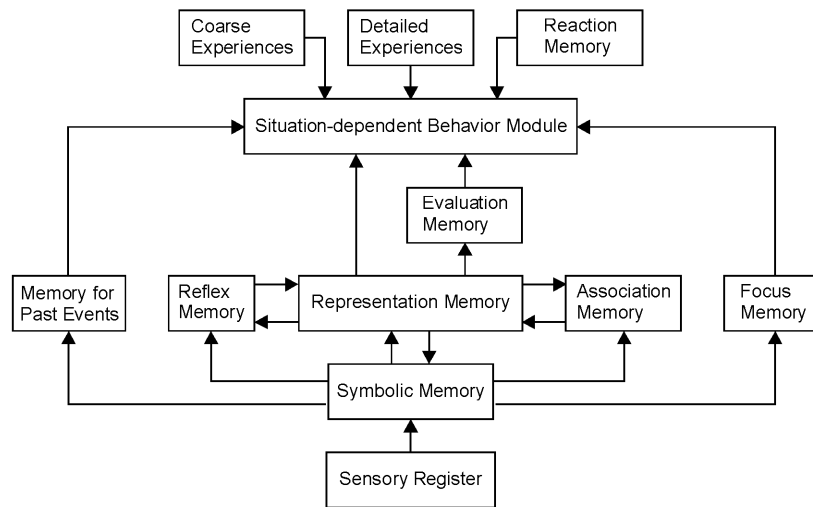 Coarse
Experiences
Detailed
Experiences
Reaction
Memory
Situation-dependent Behavior Module
Evaluation
Memory
Memory for
Past Events
Reflex
Memory
Representation Memory
Association
Memory
Focus
Memory
Symbolic Memory
Sensory Register